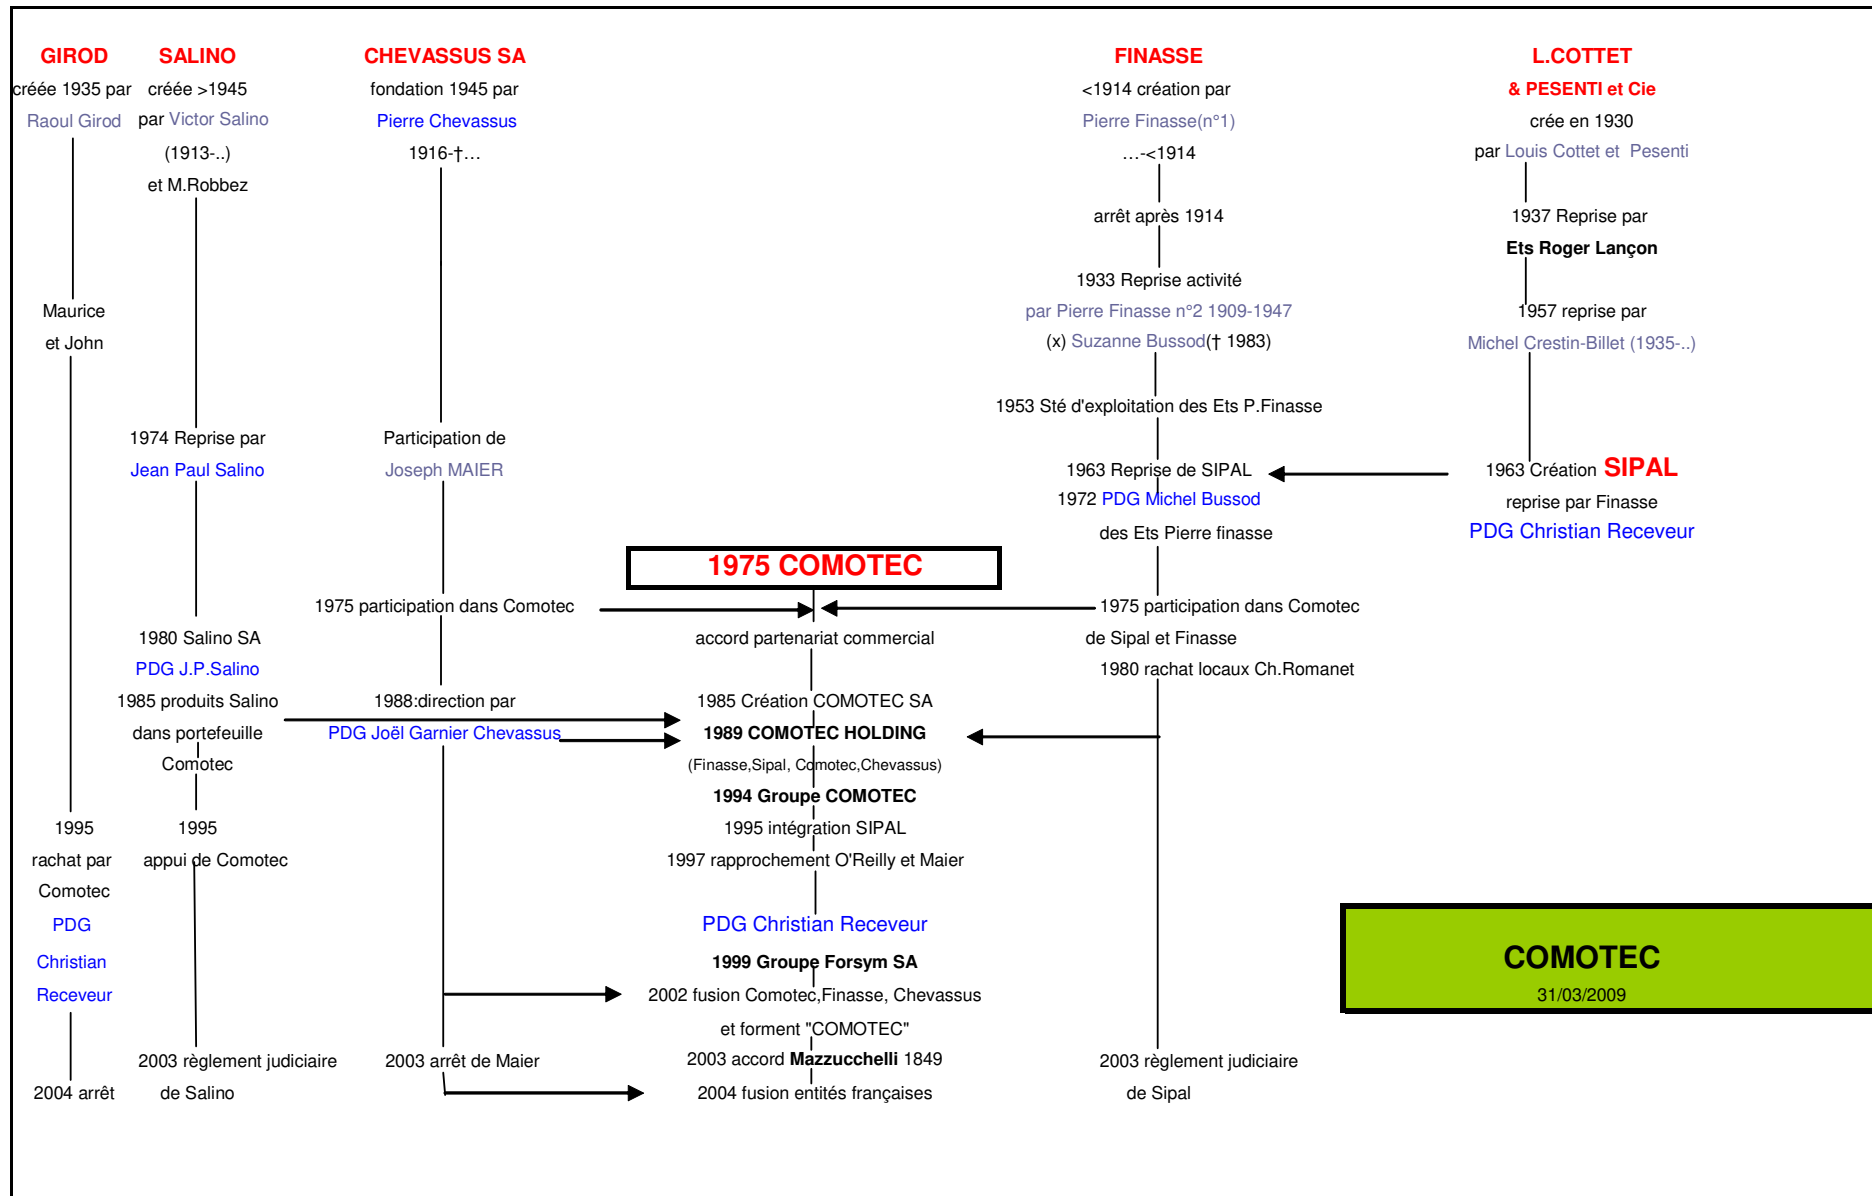 GIROD
créée 1935 par
Raoul Girod
Maurice
et John
1995
rachat par
Comotec
PDG
Christian
Receveur
2004 arrêt
SALINO
créée >1945
par Victor Salino
(1913-..)
et M.Robbez
1974 Reprise par
Jean Paul Salino
1980 Salino SA
PDG J.P.Salino
1985 produits Salino
dans portefeuille
Comotec
1995
appui de Comotec
2003 règlement judiciaire
de Salino
CHEVASSUS SA
fondation 1945 par
Pierre Chevassus
1916-†...
Participation de
Joseph MAIER
1975 participation dans Comotec
1988:direction par
PDG Joël Garnier Chevassus
2003 arrêt de Maier
1975 COMOTEC
accord partenariat commercial
1985 Création COMOTEC SA
1989 COMOTEC HOLDING
(Finasse,Sipal, Comotec,Chevassus)
1994 Groupe COMOTEC
1995 intégration SIPAL
1997 rapprochement O'Reilly et Maier
PDG Christian Receveur
1999 Groupe Forsym SA
2002 fusion Comotec,Finasse, Chevassus
et forment "COMOTEC"
2003 accord Mazzucchelli 1849
2004 fusion entités françaises
FINASSE
<1914 création par
Pierre Finasse(n°1)
...-<1914
arrêt après 1914
1933 Reprise activité
par Pierre Finasse n°2 1909-1947
(x) Suzanne Bussod(† 1983)
1953 Sté d'exploitation des Ets P.Finasse
1963 Reprise de SIPAL
1972 PDG Michel Bussod
des Ets Pierre finasse
1975 participation dans Comotec
de Sipal et Finasse
1980 rachat locaux Ch.Romanet
2003 règlement judiciaire
de Sipal
L.COTTET
& PESENTI et Cie
crée en 1930
par Louis Cottet et  Pesenti
1937 Reprise par
Ets Roger Lançon
1957 reprise par
Michel Crestin-Billet (1935-..)
1963 Création SIPAL
reprise par Finasse
PDG Christian Receveur
COMOTEC
31/03/2009